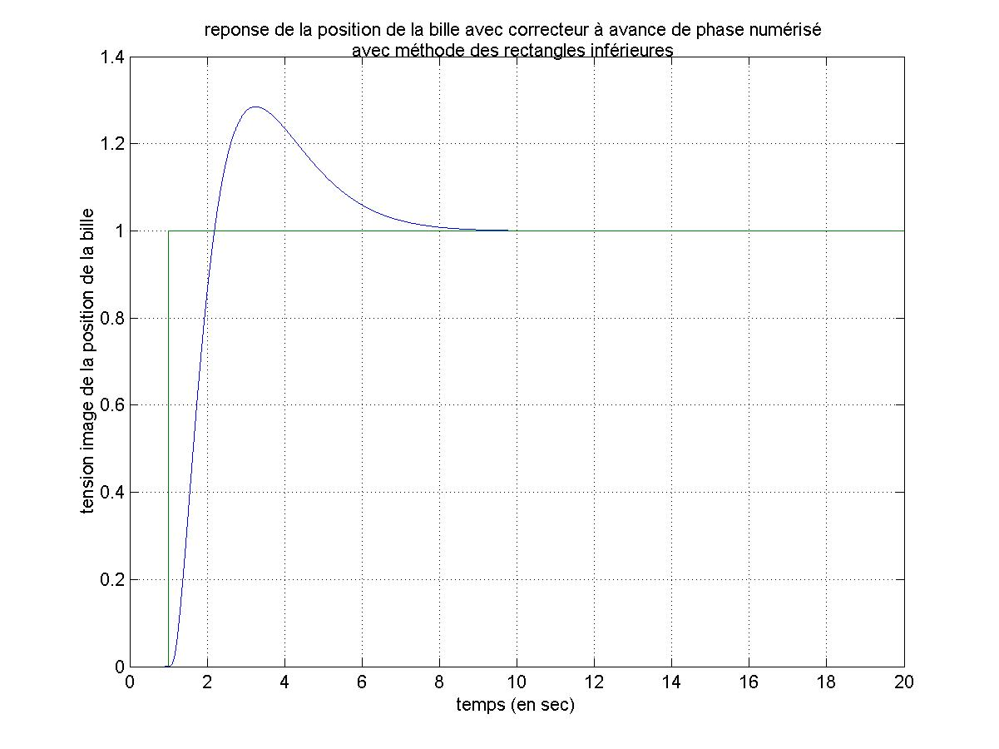 reponse de la position de la bille avec correcteur à avance de phase numérisé
avec méthode des rectangles inférieures
1.4
1.2
1
0.8
0.6
0.4
0.2
0
tension image de la position de la bille
0 2 4 6 8 10 12 14 16 18 20
temps (en sec)